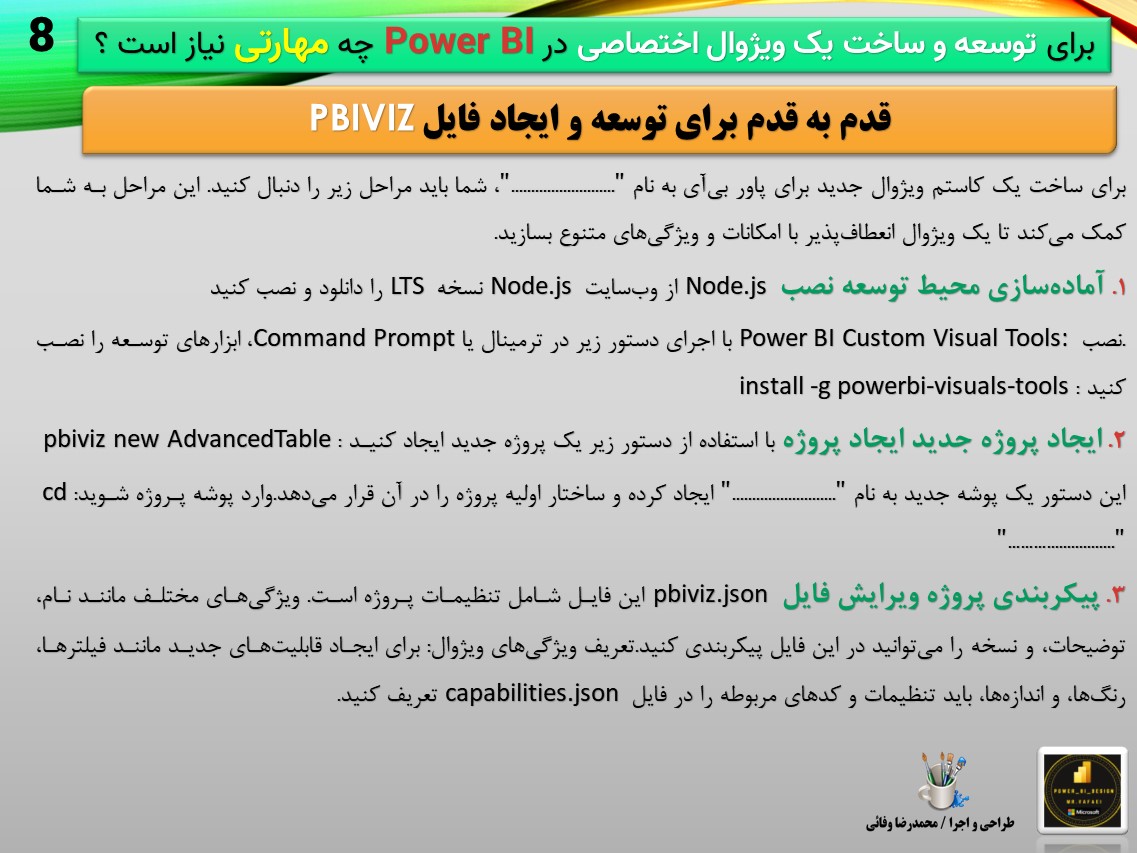 8
برای توسعه و ساخت یک ویژوال اختصاصی در Power BI چه مهارتی نیاز است ؟
قدم به قدم برای توسعه و ایجاد فایل PBIVIZ
برای ساخت یک کاستم ویژوال جدید برای پاور بی‌آی به نام "..........................."، شما باید مراحل زیر را دنبال کنید. این مراحل به شما
کمک می‌کند تا یک ویژوال انعطاف‌پذیر با امکانات و ویژگی‌های متنوع بسازید.
۱. آماده‌سازی محیط توسعه نصب Node.js از وب‌سایت Node.js نسخه LTS را دانلود و نصب کنید
.نصب Power BI Custom Visual Tools: با اجرای دستور زیر در ترمینال یا Command Prompt، ابزارهای توسعه را نصب
کنید : install -g powerbi-visuals-tools
۲. ایجاد پروژه جدید ایجاد پروژه با استفاده از دستور زیر یک پروژه جدید ایجاد کنید : pbiviz new AdvancedTable
این دستور یک پوشه جدید به نام "..........................." ایجاد کرده و ساختار اولیه پروژه را در آن قرار می‌دهد.وارد پوشه پروژه شوید: cd
"..........................."
۳. پیکربندی پروژه ویرایش فایل pbiviz.json این فایل شامل تنظیمات پروژه است. ویژگی‌های مختلف مانند نام،
توضیحات، و نسخه را می‌توانید در این فایل پیکربندی کنید.تعریف ویژگی‌های ویژوال: برای ایجاد قابلیت‌های جدید مانند فیلترها،
رنگ‌ها، و اندازه‌ها، باید تنظیمات و کدهای مربوطه را در فایل capabilities.json تعریف کنید.
POWER_BI_DESIGN
MR.VAFAEI
Microsoft
طراحی و اجرا / محمدرضا وفائی